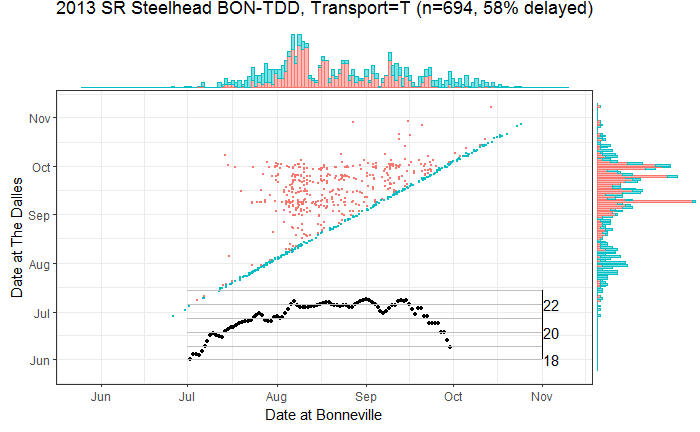 2013 SR Steelhead BON-TDD, Transport=T (n=694, 58% delayed)
Nov
Oct
Sep
Aug
Jul
Jun
Date at The Dalles
22
20
18
Jun Jul Aug Sep Oct Nov
Date at Bonneville